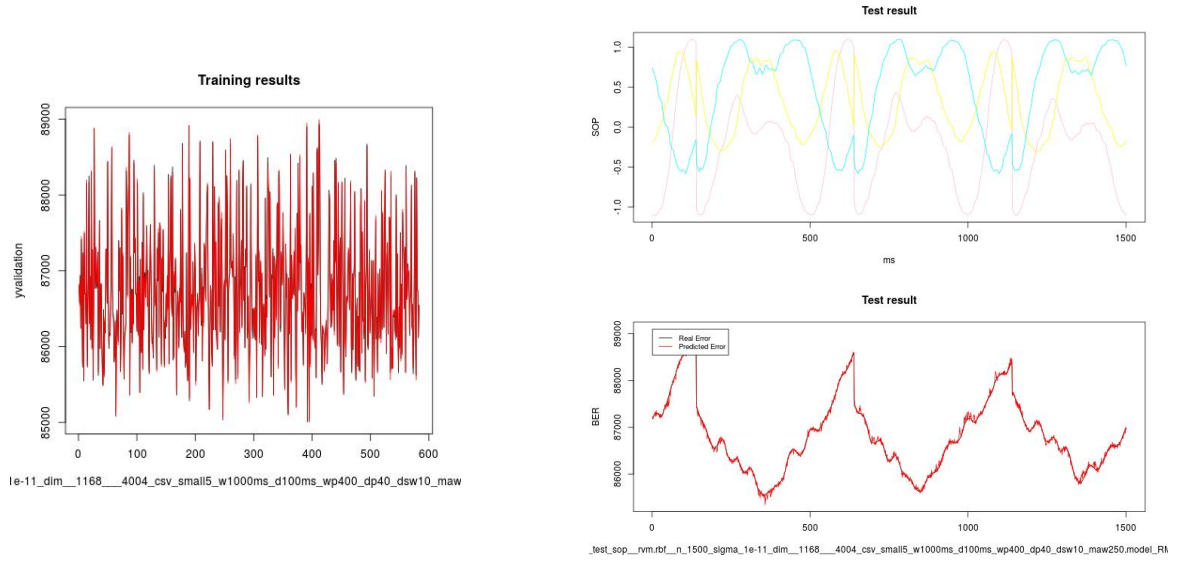 Training results
yvalidation
89000
88000
87000
86000
85000
0 100 200 300 400 500 600
e-11_dim__1168___4004_csv_small5_w1000ms_d100ms_wp400_dp40_dsw10_maw
Test result
SOP
1.0
0.5
0.0
-0.5
-1.0
0 500 1000 1500
ms
Test result
Real Error
Predicted Error
BER
89000
88000
87000
86000
0 500 1000 1500
_test_sop__rvm.rbf__n_1500_sigma_1e-11_dim__1168___4004_csv_small5_w1000ms_d100ms_wp400_dp40_dsw10_maw250.model_RM